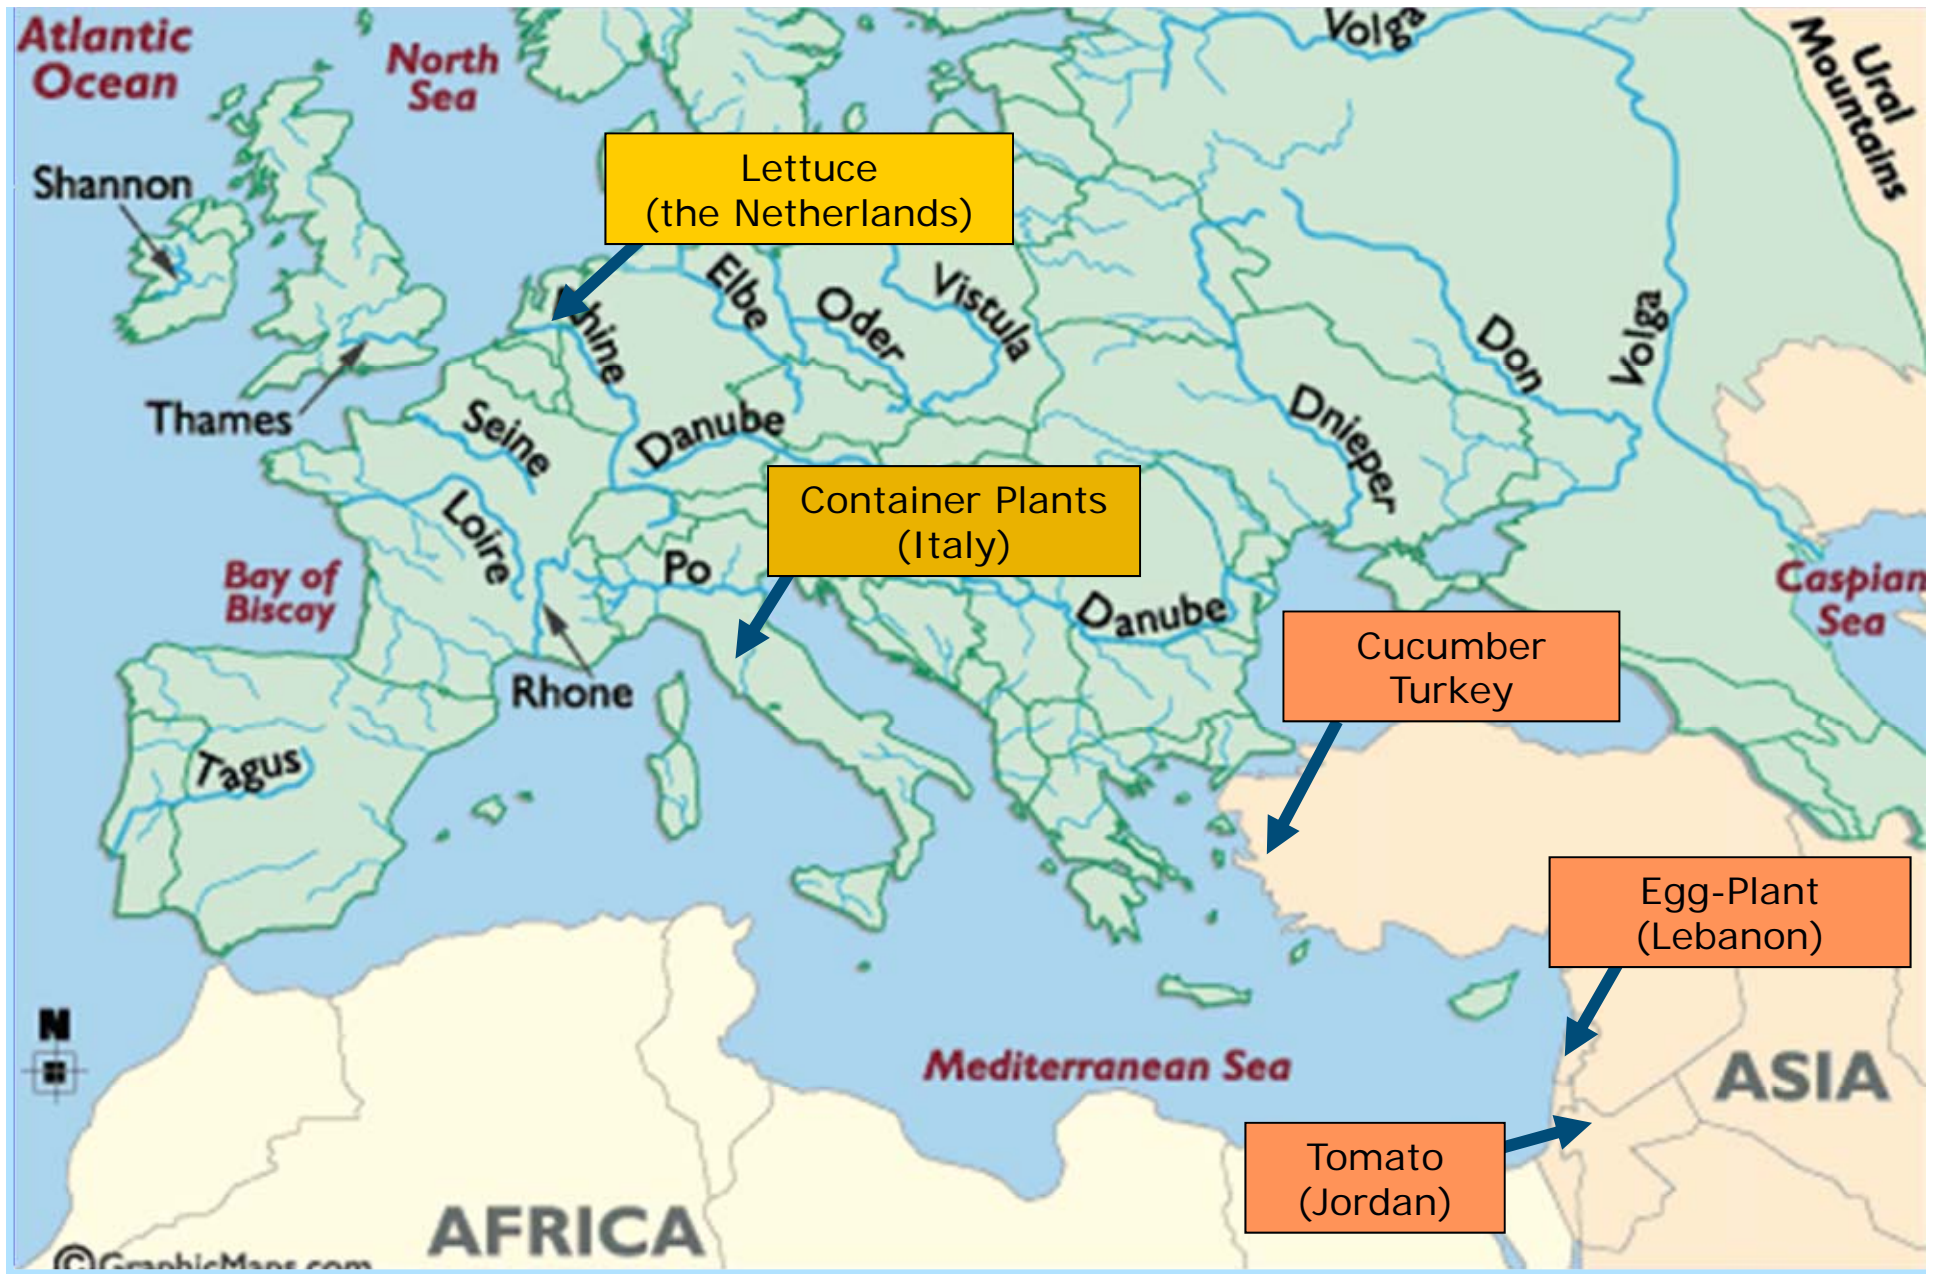 Atlantic
Ocean
North
Sea
Volga
Ural
Mountains
Shannon
Lettuce
(the Netherlands)
Elbe
Oder
Vistula
Don
Volga
Thames
Seine
Danube
Dnieper
Loire
Container Plants
(Italy)
Po
Bay of
Biscay
Danube
Caspian
Sea
Rhone
Cucumber
Turkey
Tagus
Egg-Plant
(Lebanon)
N
Mediterranean Sea
ASIA
Tomato
(Jordan)
AFRICA
©GraphicMaps.com